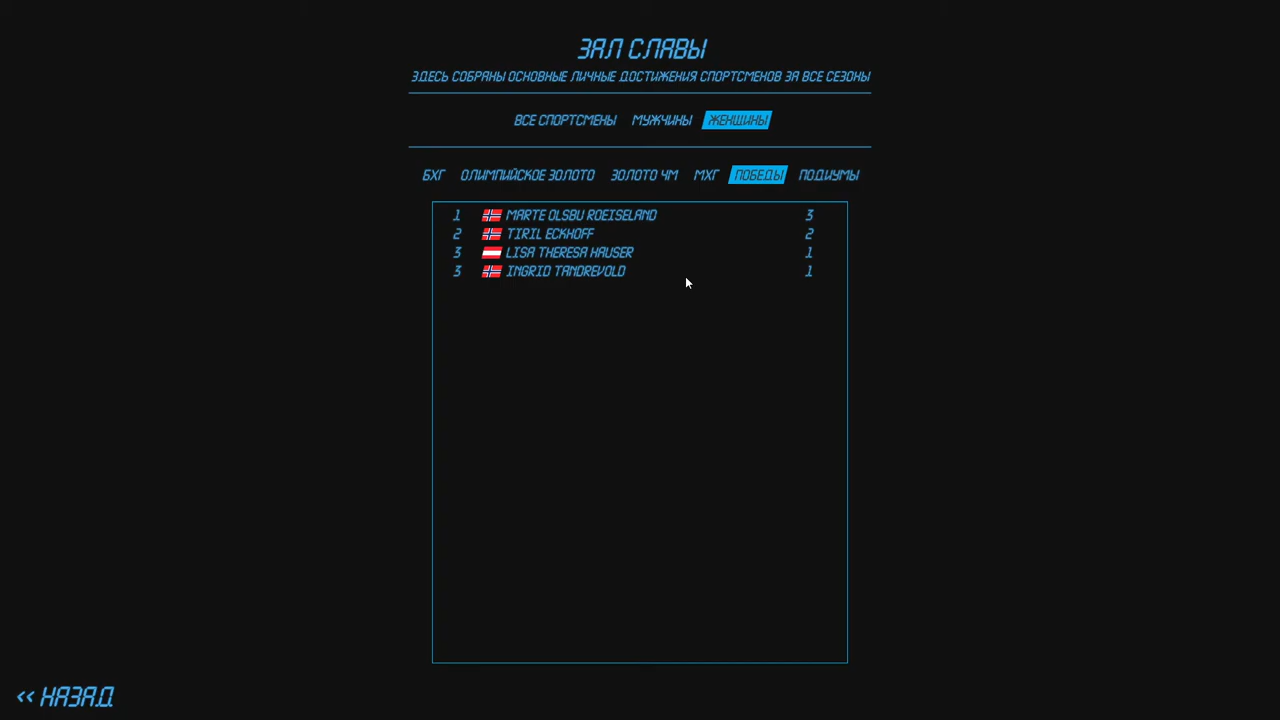 ЗАЛ СЛАВЫ
ЗДЕСЬ СОБРАНЫ ОСНОВНЫЕ ЛИЧНЫЕ ДОСТИЖЕНИЯ СПОРТСМЕНОВ ЗА ВСЕ СЕЗОНЫ
ВСЕ СПОРТСМЕНЫ МУЖЧИНЫ ЖЕНЩИНЫ
БХГ ОЛИМПИЙСКОЕ ЗОЛОТО ЗОЛОТО ЧМ МХГ ПОБЕДЫ ПОДИУМЫ
1 MARTE OLSBU ROEISELAND 3
2 TIRIL ECKHOFF 2
3 LISA THERESA HAUSER 1
3 INGRID TANDREVOLD 1
<< НАЗАД